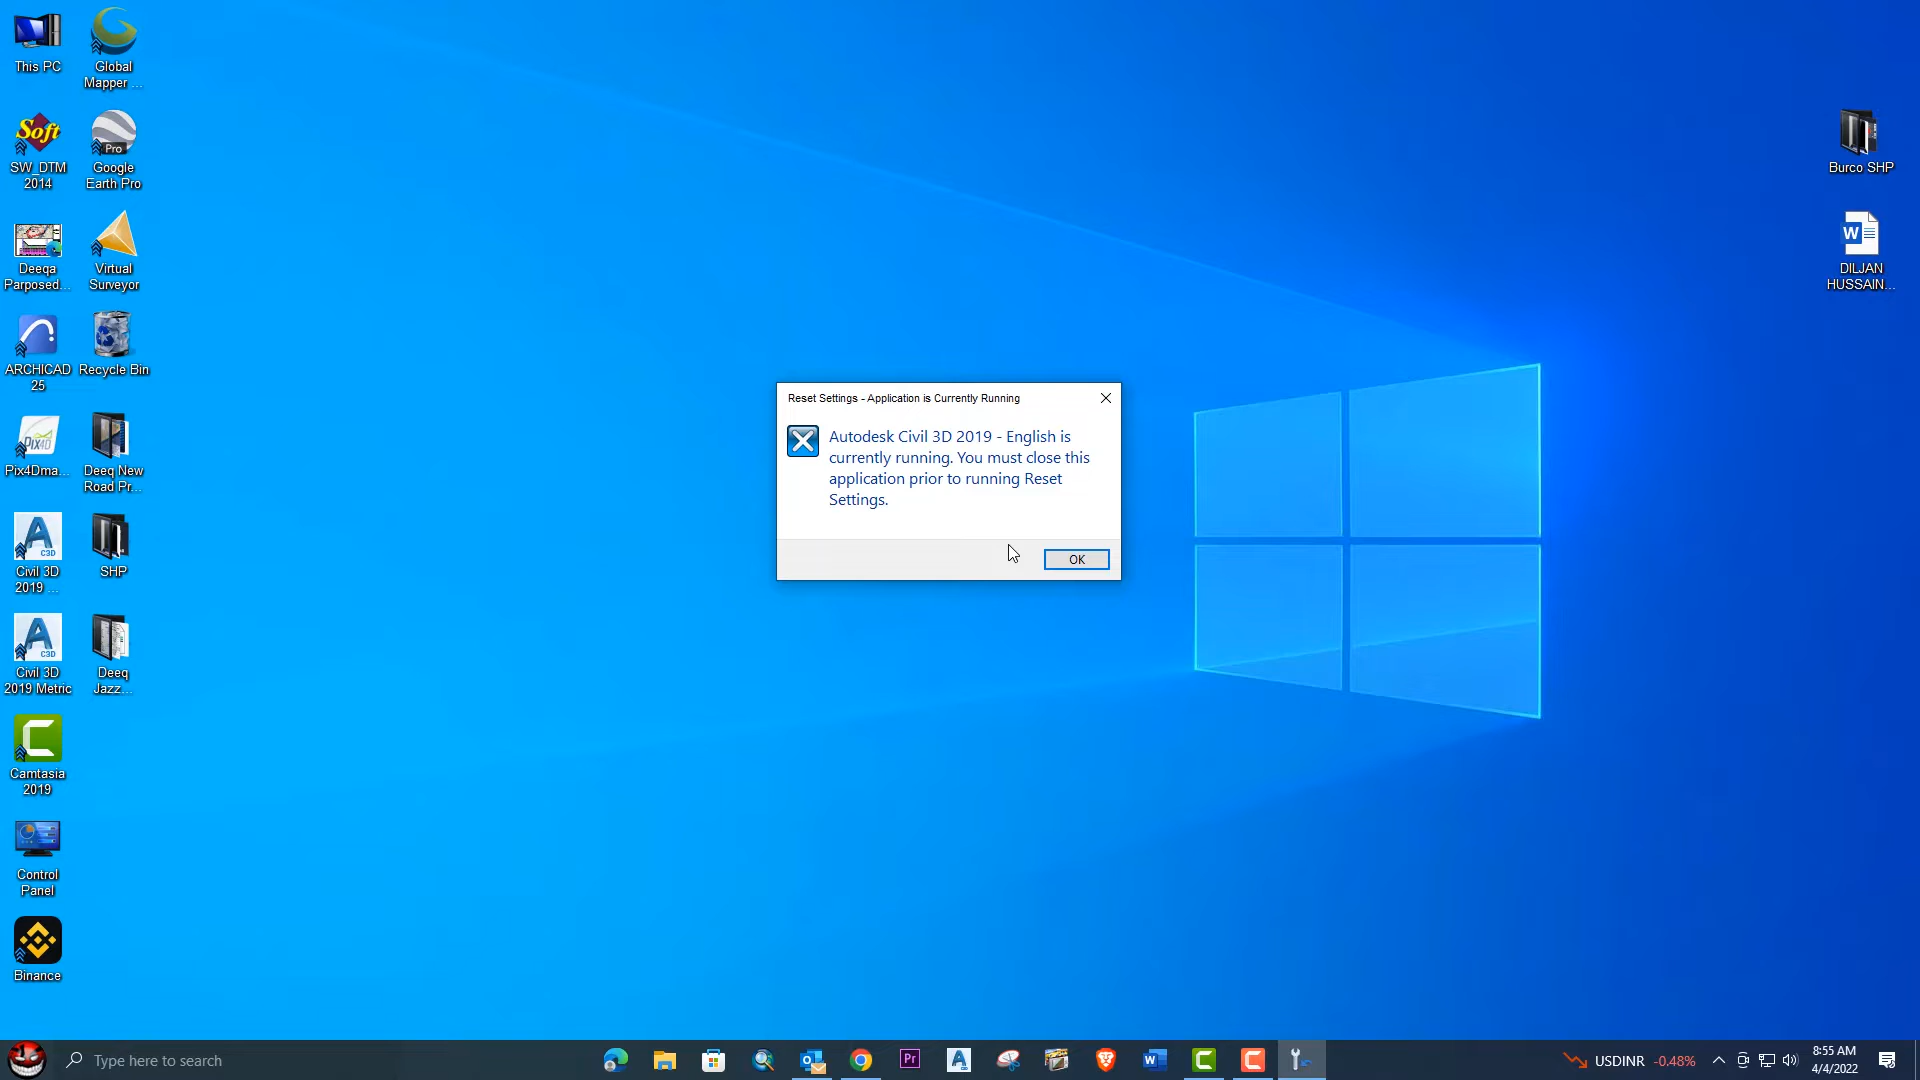 This PC
Global
Mapper ...
Soft
SW_DTM
2014
Pro
Google
Earth Pro
Deeqa
Parposed...
Virtual
Surveyor
ARCHICAD
25
Recycle Bin
PIX4D
Pix4Dma...
Deeq New
Road Pr...
C3D
Civil 3D
2019 ...
SHP
C3D
Civil 3D
2019 Metric
Deeq
Jazz...
Camtasia
2019
Control
Panel
Binance
Burco SHP
W
DILJAN
HUSSAIN...
Reset Settings - Application is Currently Running
Autodesk Civil 3D 2019 - English is
currently running. You must close this
application prior to running Reset
Settings.
OK
Type here to search
Pr
W
USDINR -0.48%
8:55 AM
4/4/2022